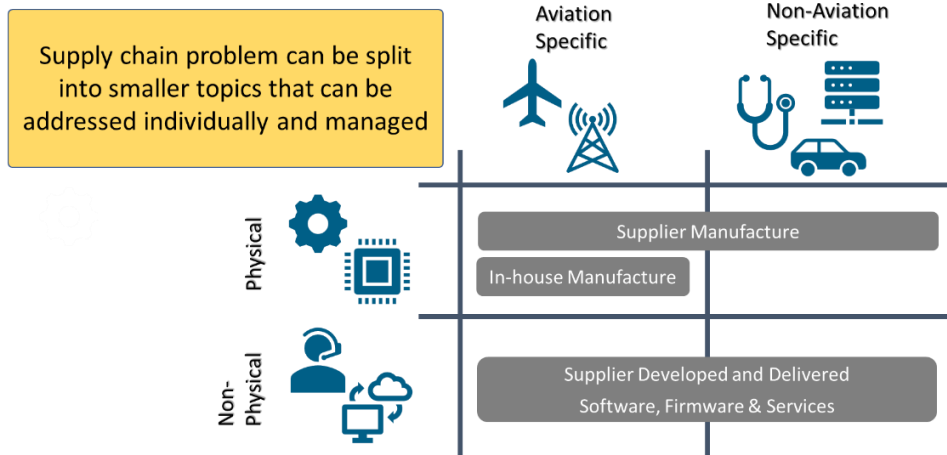 Supply chain problem can be split
into smaller topics that can be
addressed individually and managed
Aviation
Specific
Non-Aviation
Specific
Physical
Supplier Manufacture
In-house Manufacture
Non-
Physical
Supplier Developed and Delivered
Software, Firmware & Services